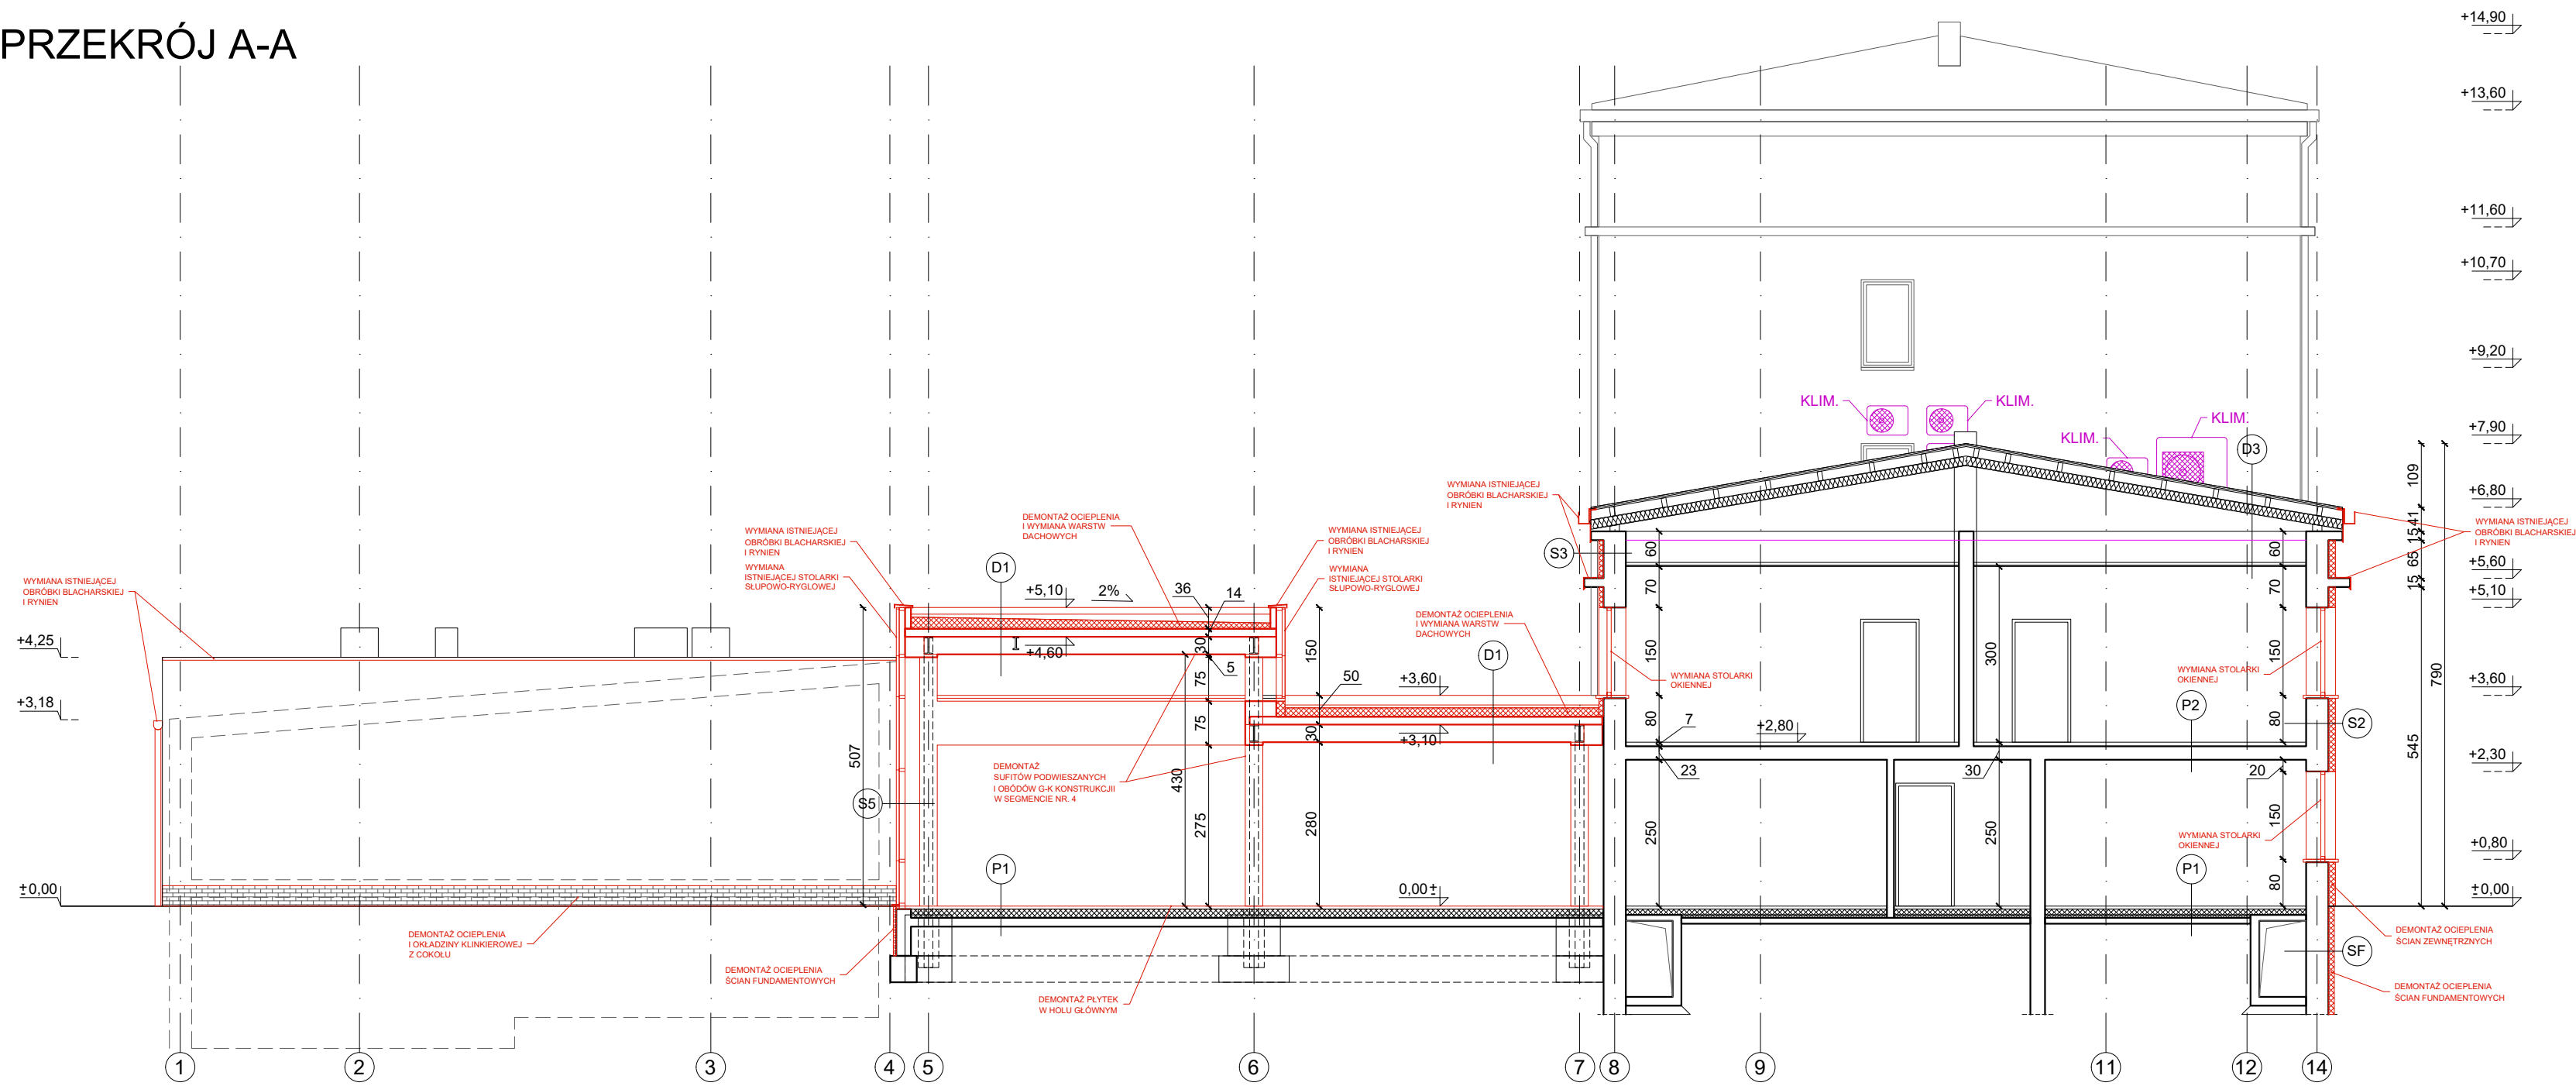 PRZEKRÓJ A-A
+14,90
+13,60
+11,60
+10,70
+9,20
+7,90
+6,80
+5,60
+5,10
+3,60
+2,30
+0,80
±0,00
KLIM.
KLIM.
KLIM.
KLIM.
D3
WYMIANA ISTNIEJĄCEJ
OBRÓBKI BLACHARSKIEJ
I RYNIEN
WYMIANA ISTNIEJĄCEJ
OBRÓBKI BLACHARSKIEJ
I RYNIEN
DEMONTAŻ OCIEPLENIA
I WYMIANA WARSTW
DACHOWYCH
WYMIANA ISTNIEJĄCEJ
OBRÓBKI BLACHARSKIEJ
I RYNIEN
WYMIANA
ISTNIEJĄCEJ STOLARKI
SŁUPOWO-RYGLOWEJ
WYMIANA ISTNIEJĄCEJ
OBRÓBKI BLACHARSKIEJ
I RYNIEN
WYMIANA
ISTNIEJĄCEJ STOLARKI
SŁUPOWO-RYGLOWEJ
WYMIANA ISTNIEJĄCEJ
OBRÓBKI BLACHARSKIEJ
I RYNIEN
+4,25
+3,18
±0,00
D1
+5,10
2%
36
14
+4,60
30
5
75
75
275
430
507
150
50
30
280
+3,60
+3,10
D1
DEMONTAŻ OCIEPLENIA
I WYMIANA WARSTW
DACHOWYCH
DEMONTAŻ
SUFITÓW PODWIESZANYCH
I OBÓDÓW G-K KONSTRUKCJII
W SEGMENCIE NR. 4
S5
P1
0,00±
S3
60
70
150
80
7
+2,80
23
250
300
30
250
60
70
150
80
20
150
80
WYMIANA STOLARKI
OKIENNEJ
WYMIANA STOLARKI
OKIENNEJ
WYMIANA STOLARKI
OKIENNEJ
P2
S2
P1
SF
109
41
15
65
15
545
790
DEMONTAŻ OCIEPLENIA
ŚCIAN ZEWNĘTRZNYCH
DEMONTAŻ OCIEPLENIA
ŚCIAN FUNDAMENTOWYCH
DEMONTAŻ OCIEPLENIA
I OKŁADZINY KLINKIEROWEJ
Z COKOŁU
DEMONTAŻ OCIEPLENIA
ŚCIAN FUNDAMENTOWYCH
DEMONTAŻ PŁYTEK
W HOLU GŁÓWNYM
1
2
3
4
5
6
7
8
9
11
12
14